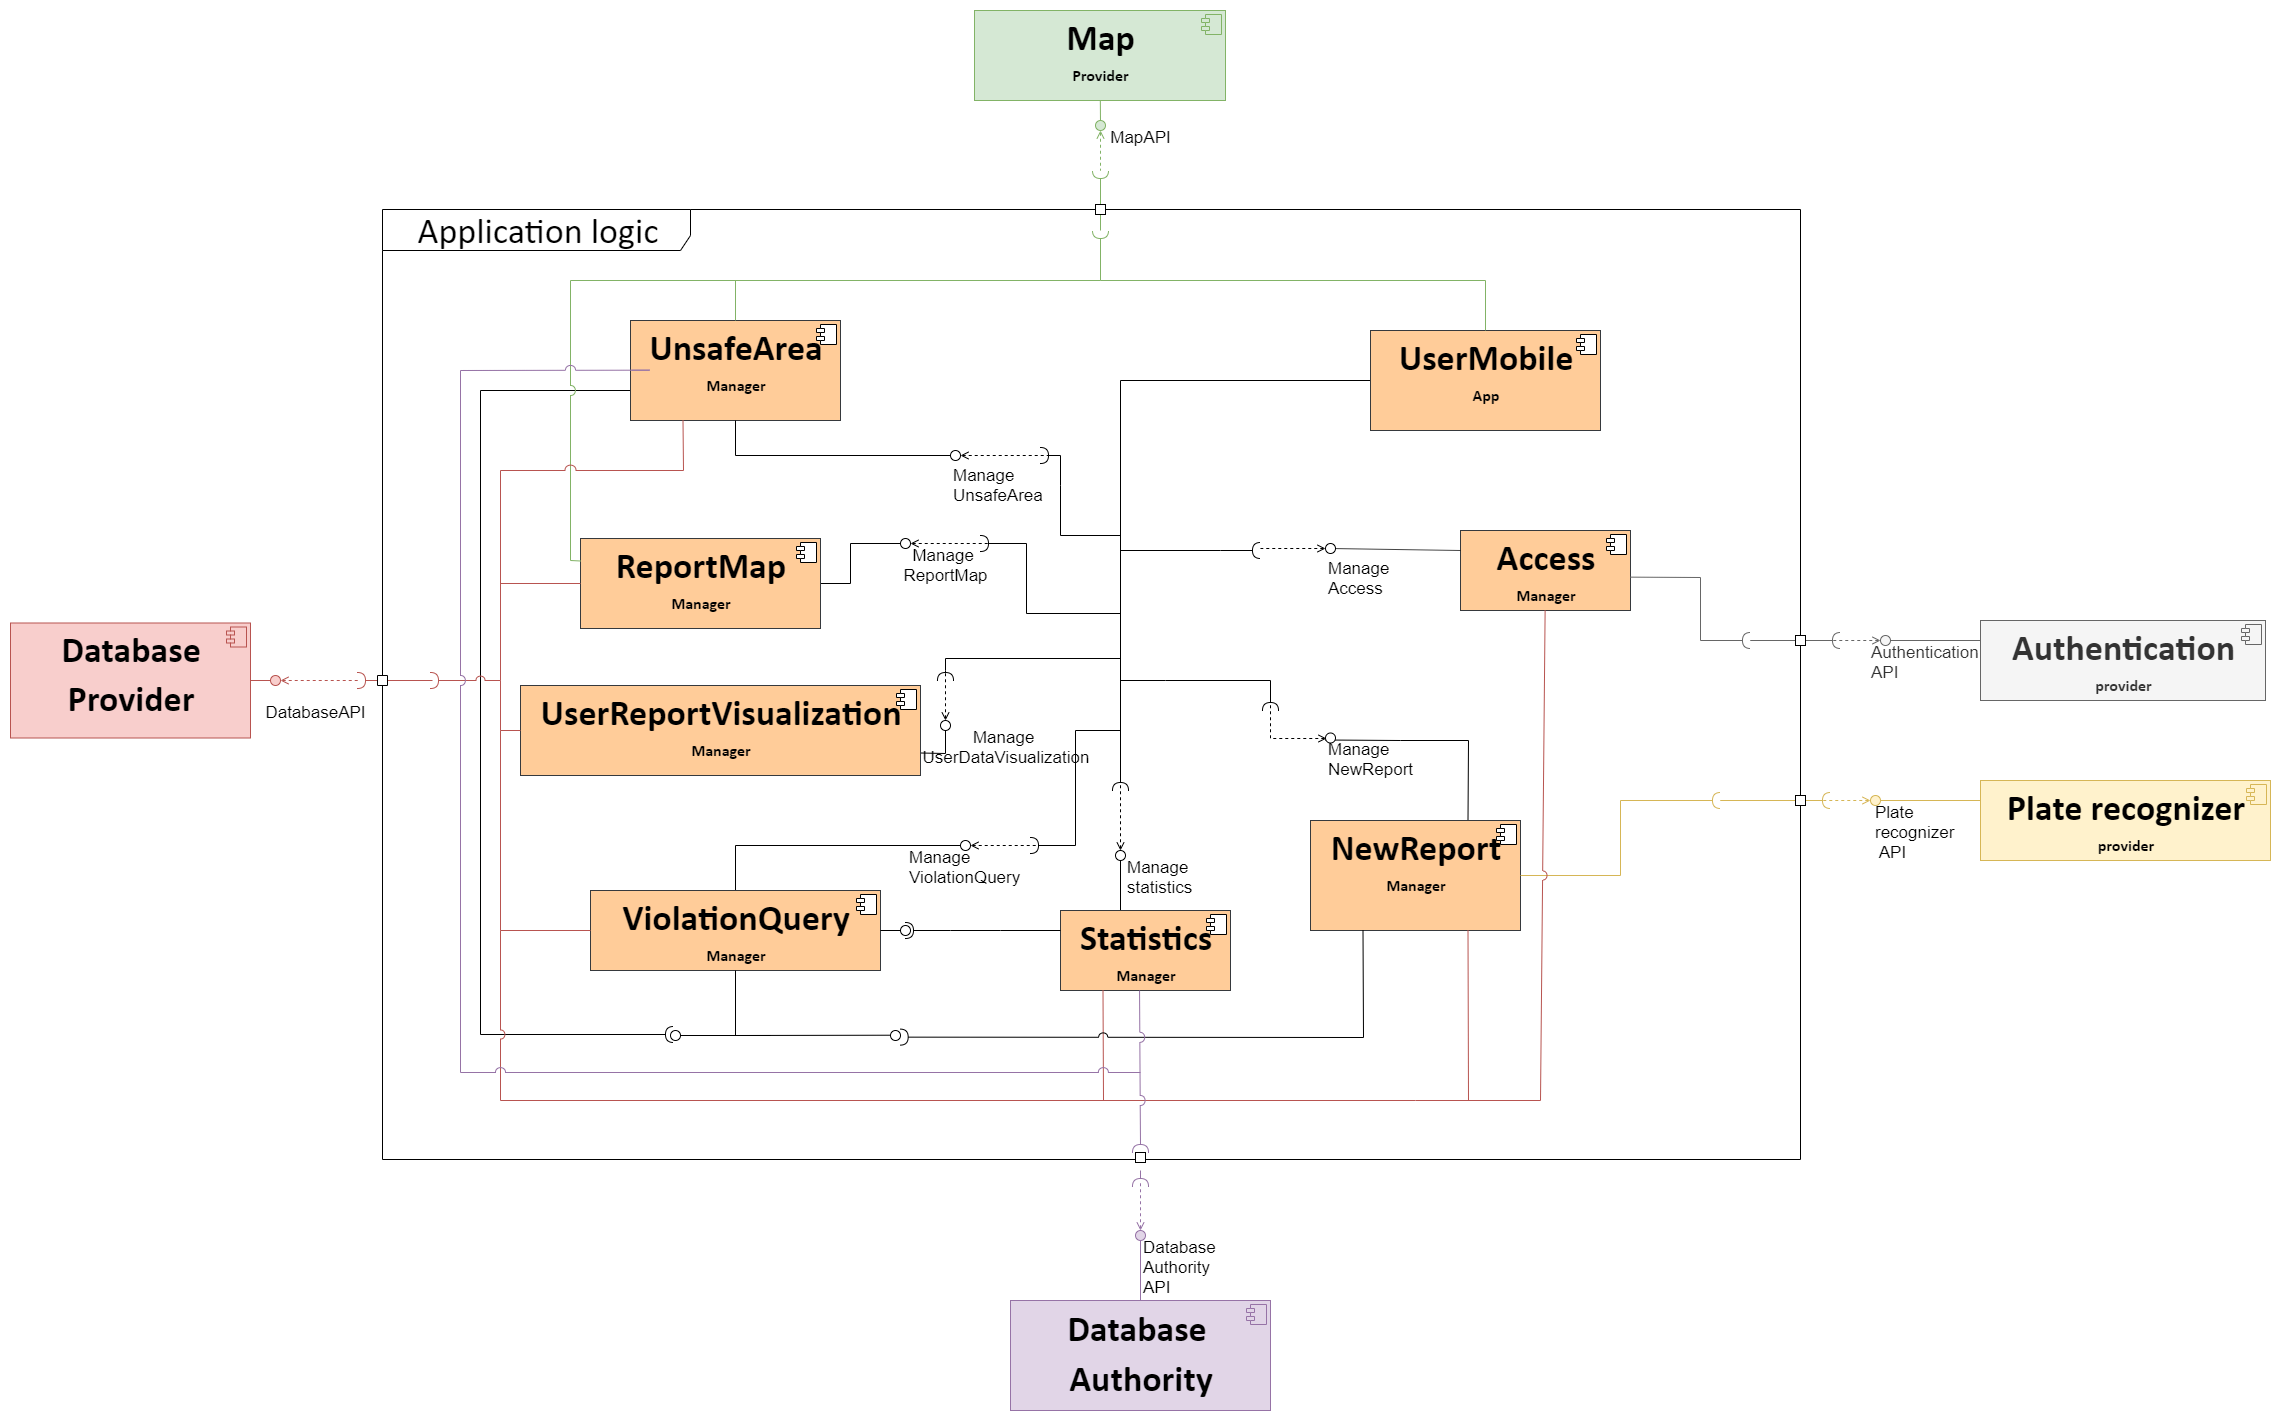 Map
Provider
MapAPI
Application logic
UnsafeArea
Manager
UserMobile
App
Manage
UnsafeArea
ReportMap
Manager
Manage
ReportMap
Manage
Access
Access
Manager
Database
Provider
DatabaseAPI
Authentication
API
Authentication
provider
UserReportVisualization
Manager
Manage
UserDataVisualization
Manage
NewReport
Plate
recognizer
API
Plate recognizer
provider
NewReport
Manager
Manage
ViolationQuery
Manage
statistics
ViolationQuery
Manager
Statistics
Manager
Database
Authority
API
Database
Authority